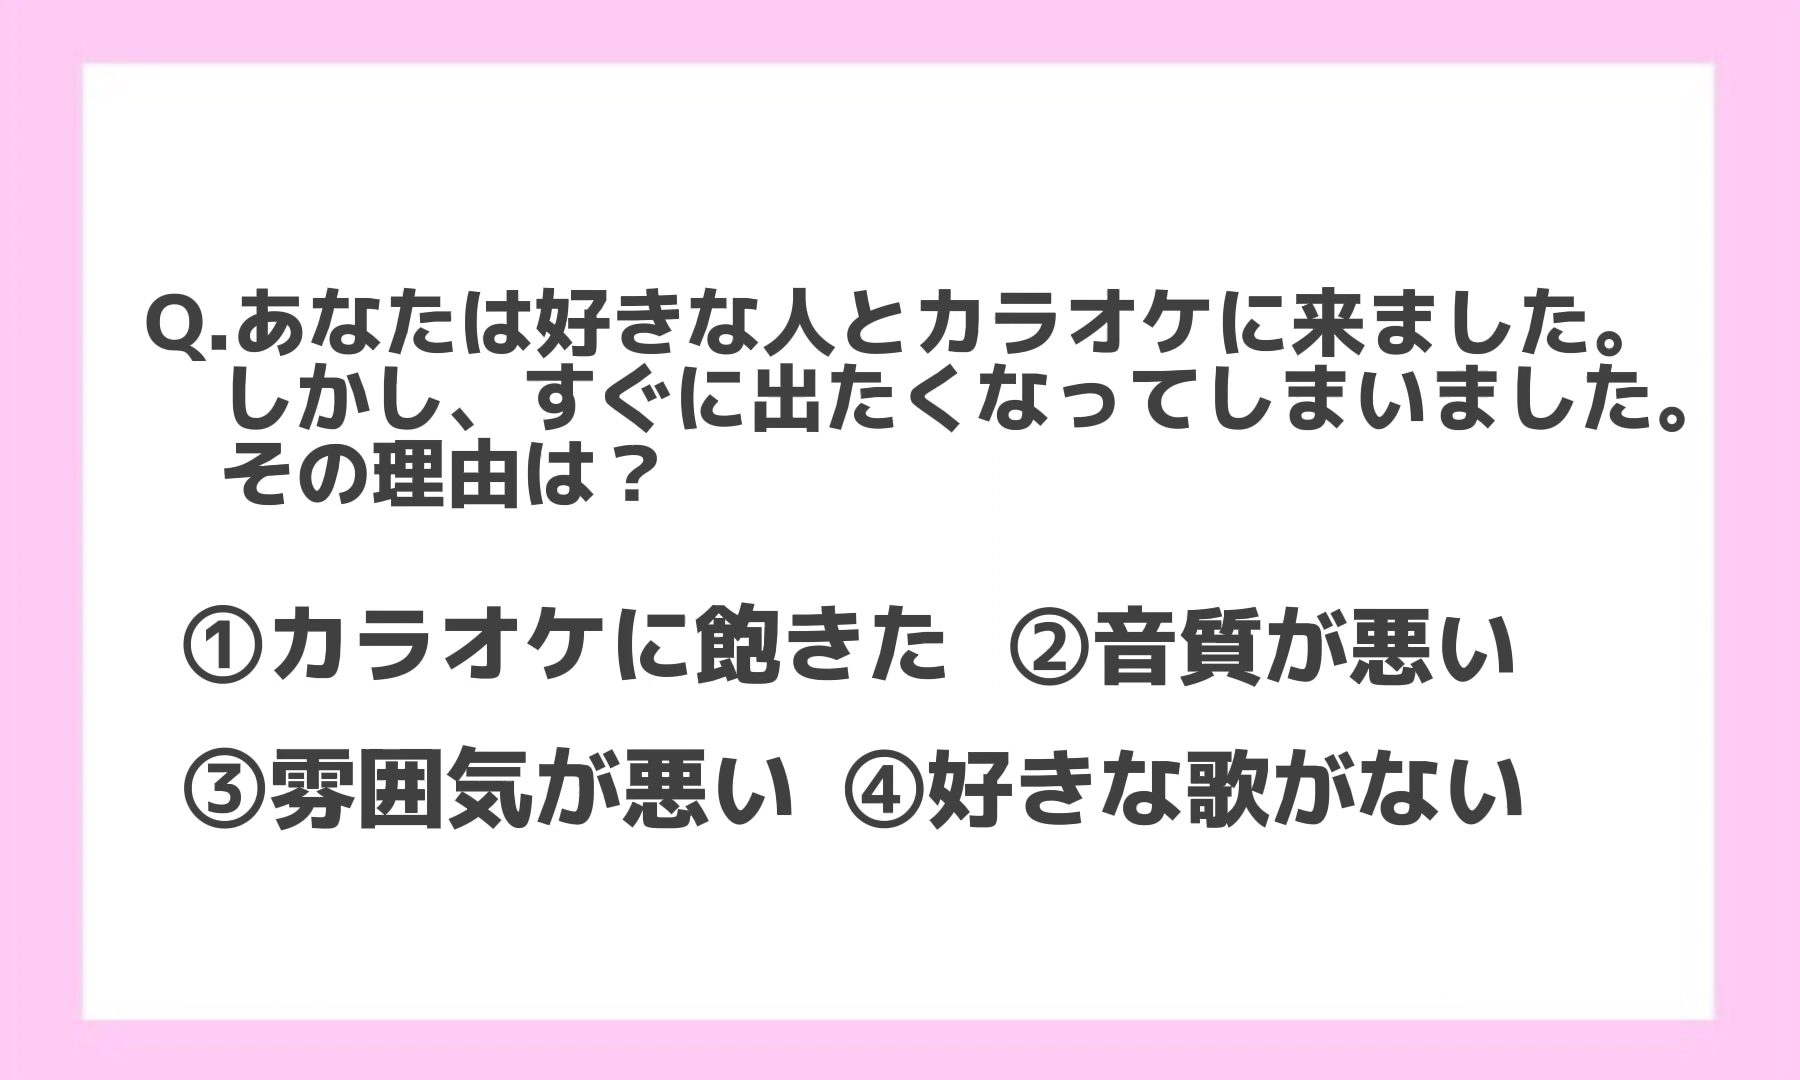 Q.あなたは好きな人とカラオケに来ました。
しかし、すぐに出たくなってしまいました。
その理由は？
①カラオケに飽きた ②音質が悪い
③雰囲気が悪い ④好きな歌がない